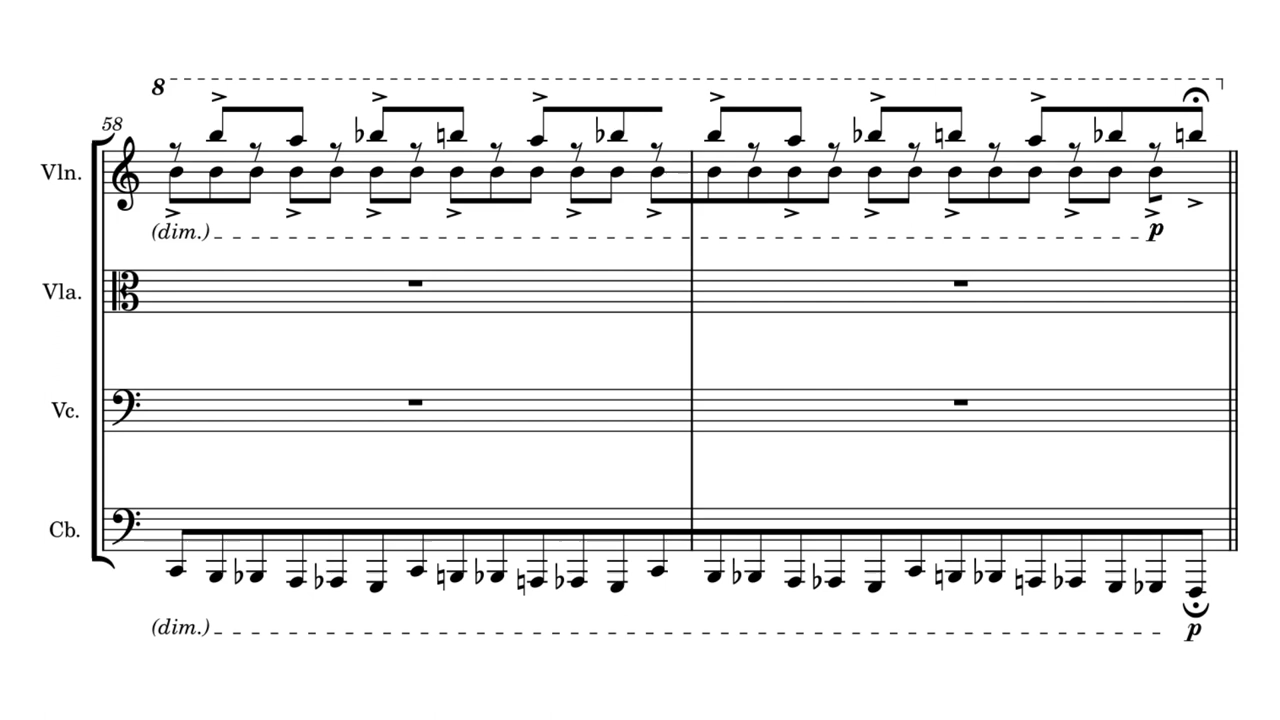 8
58
Vln.
(dim.) p
Vla.
Vc.
Cb.
(dim.) p